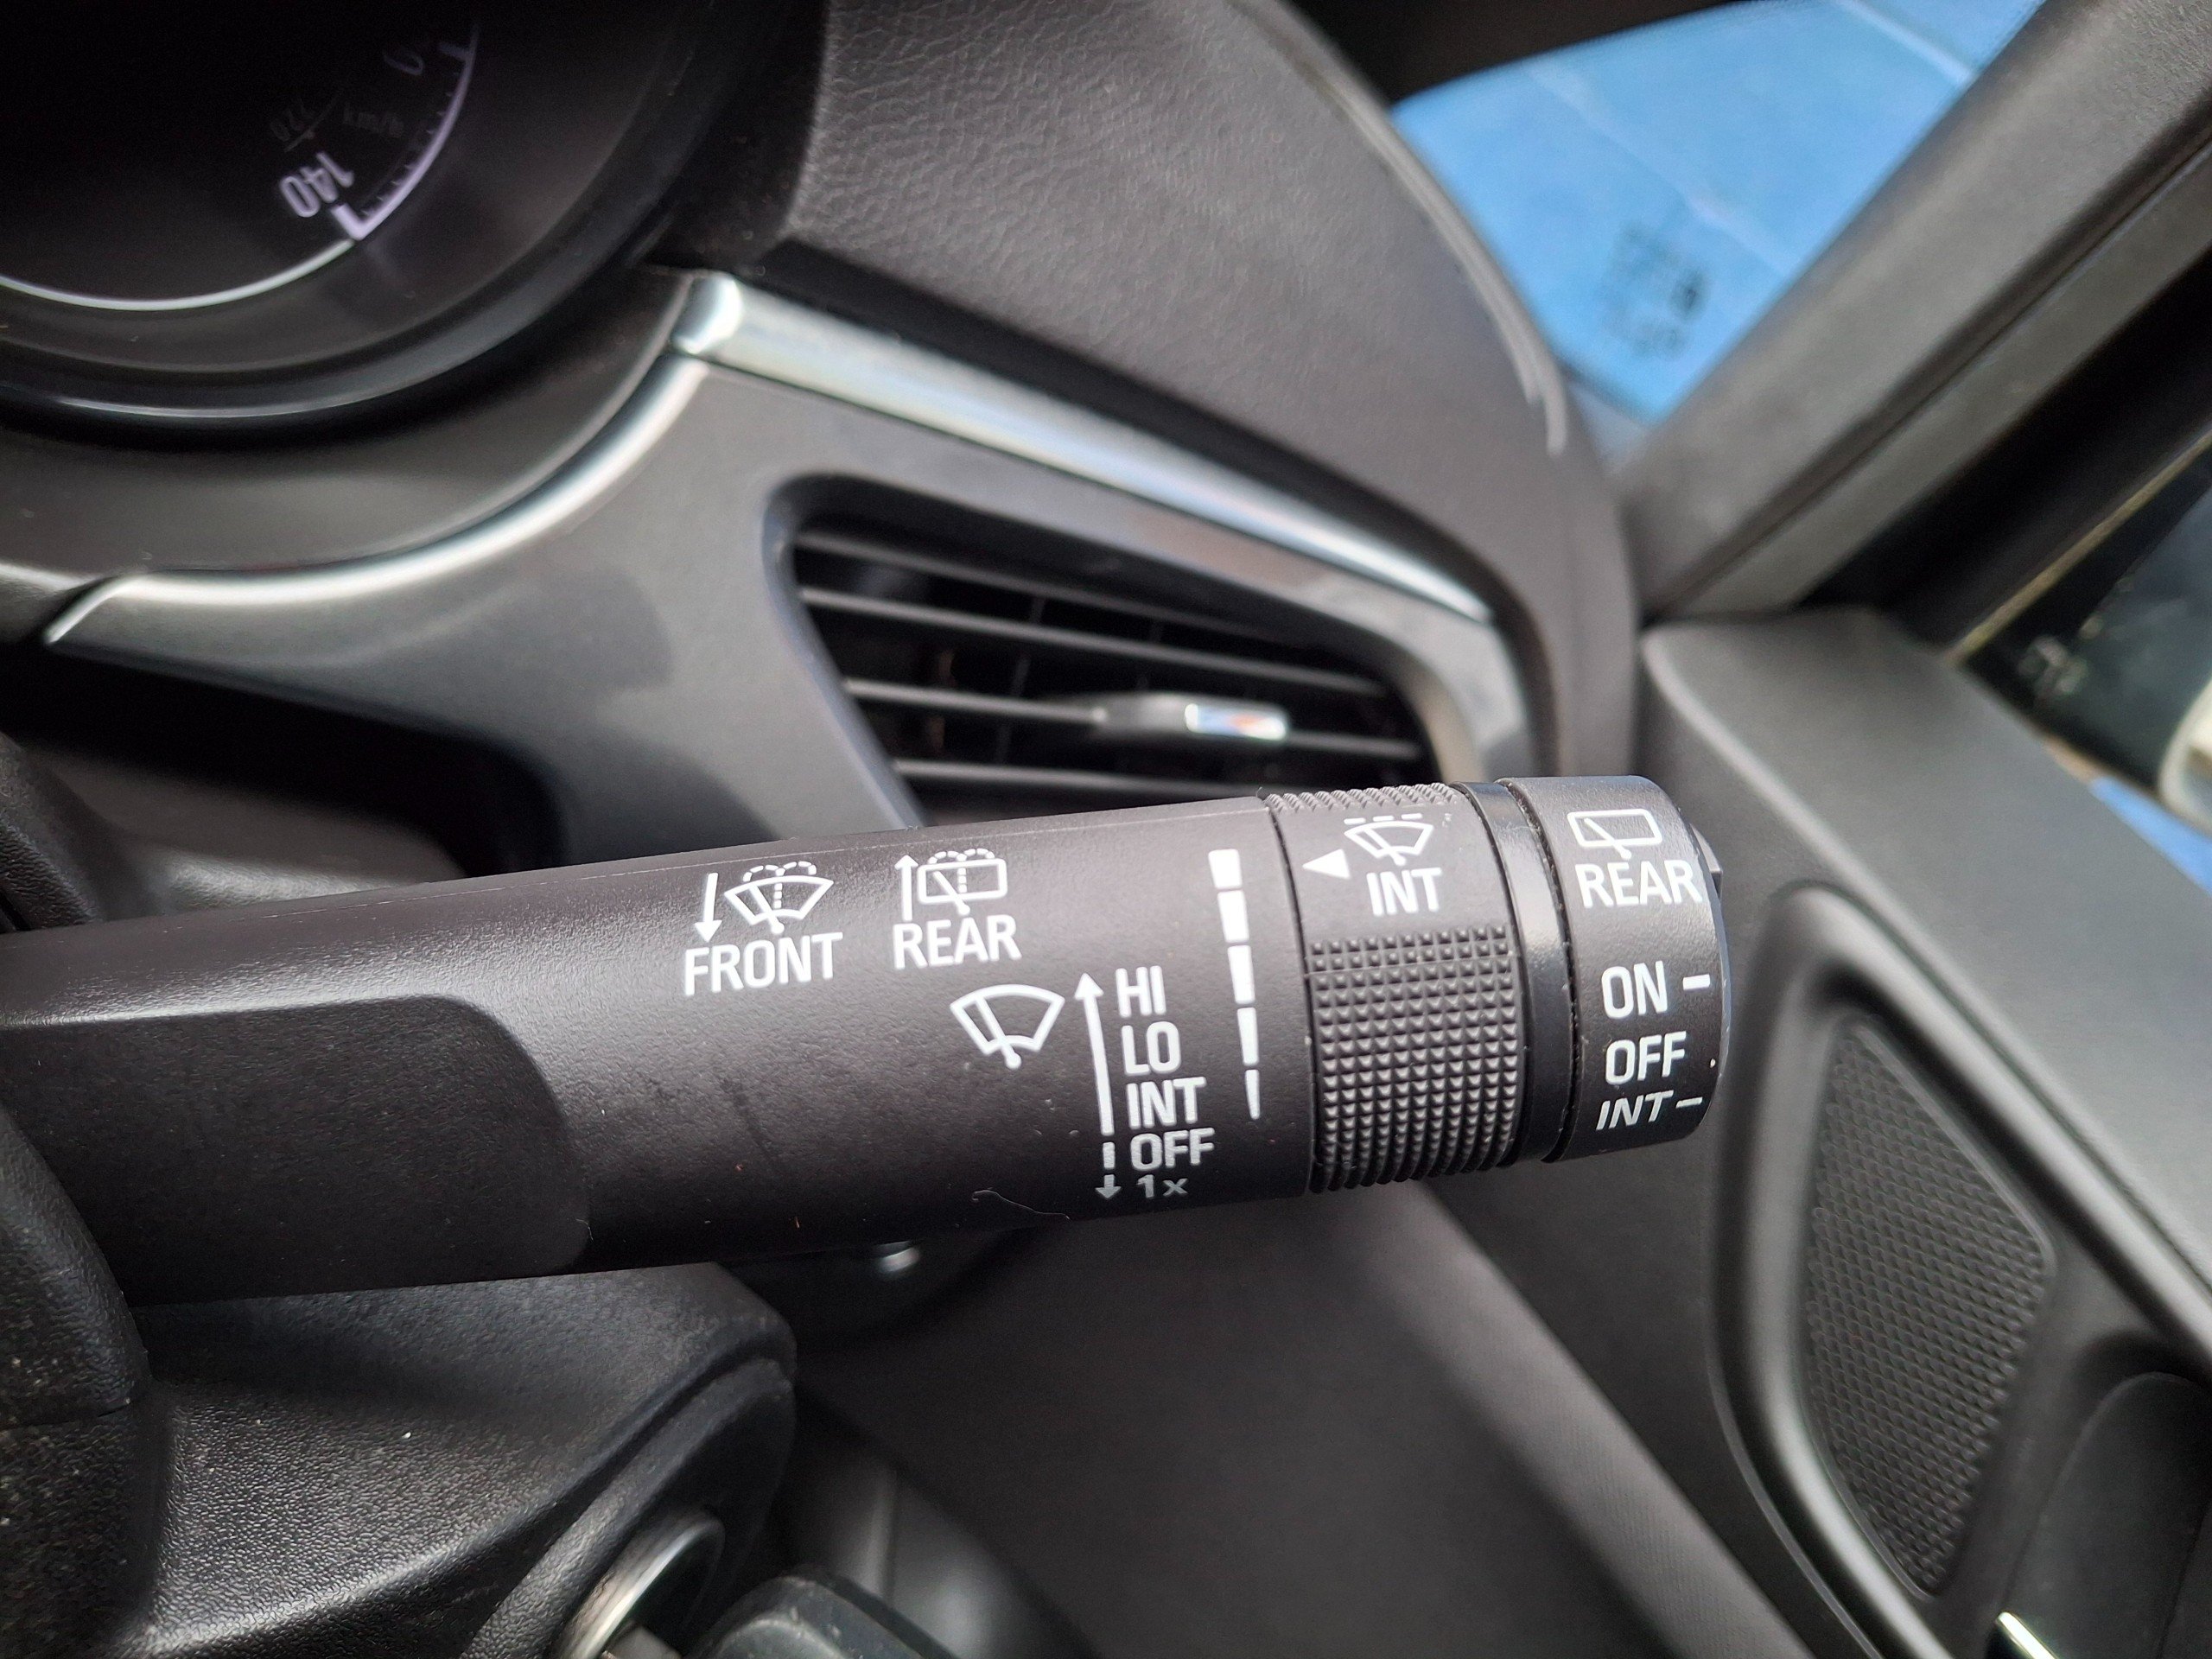 140
FRONT
REAR
HI
LO
INT
OFF
1x
INT
REAR
ON
OFF
INT